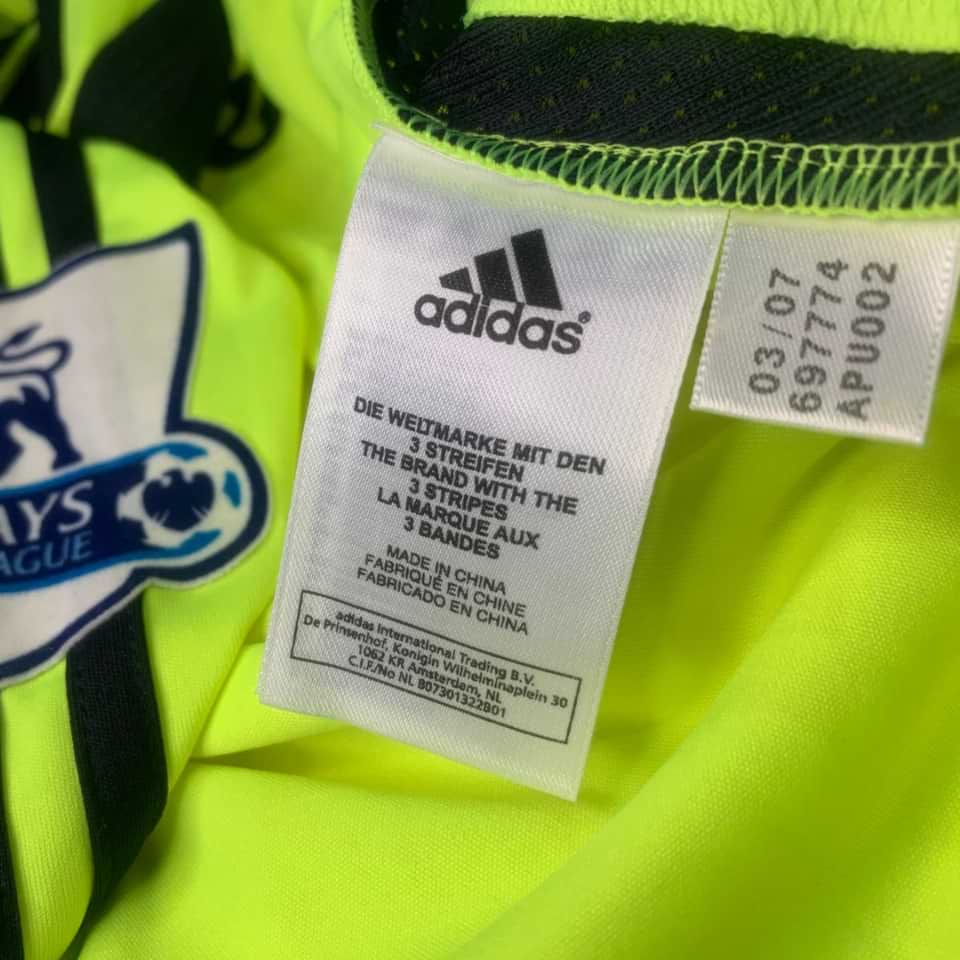 adidas®
DIE WELTMARKE MIT DEN
3 STREIFEN
THE BRAND WITH THE
3 STRIPES
LA MARQUE AUX
3 BANDES
MADE IN CHINA
FABRIQUÉ EN CHINE
FABRICADO EN CHINA
adidas International Trading B.V.
De Prinsenhof, Konigin Wilhelminaplein 30
1062 KR Amsterdam, NL
C.I.F./No NL B07301322B01
03/07
697774
APU002
AYS
AGUE